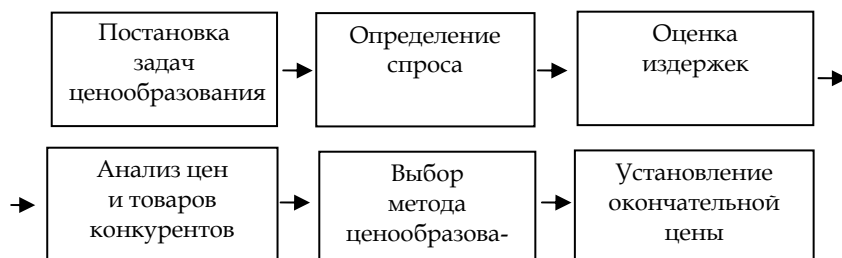 Постановка
задач
ценообразования
Определение
спроса
Оценка
издержек
Анализ цен
и товаров
конкурентов
Выбор
метода
ценообразова-
Установление
окончательной
цены